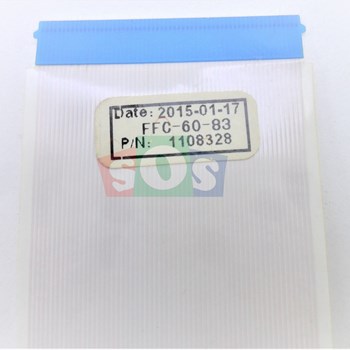 Date: 2015-01-17
FFC-60-83
P/N: 1108328
SOS